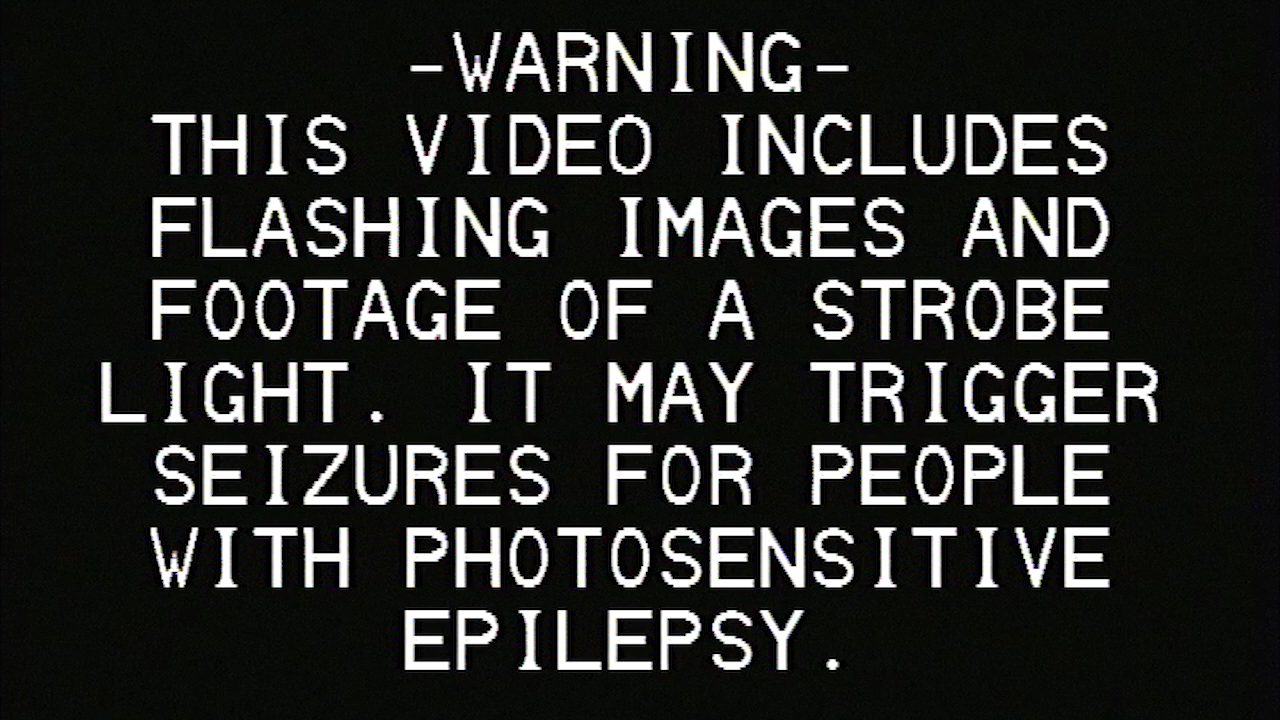 -WARNING-
THIS VIDEO INCLUDES
FLASHING IMAGES AND
FOOTAGE OF A STROBE
LIGHT. IT MAY TRIGGER
SEIZURES FOR PEOPLE
WITH PHOTOSENSITIVE
EPILEPSY.